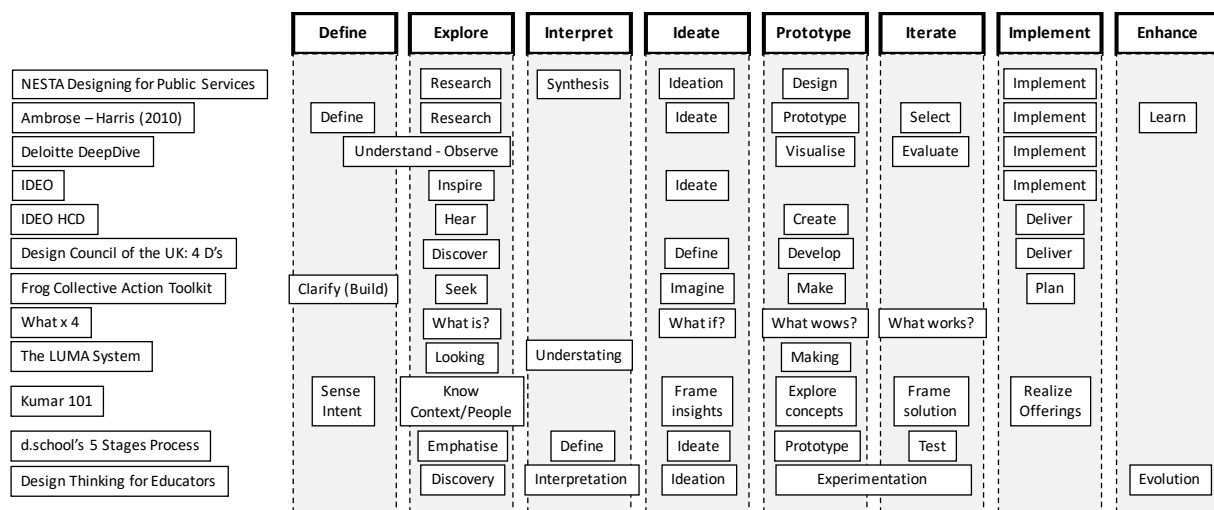 Define Explore Interpret Ideate Prototype Iterate Implement Enhance
NESTA Designing for Public Services Research Synthesis Ideation Design Implement
Ambrose – Harris (2010) Define Research Ideate Prototype Select Implement Learn
Deloitte DeepDive Understand - Observe Visualise Evaluate Implement
IDEO Inspire Ideate Implement
IDEO HCD Hear Create Deliver
Design Council of the UK: 4 D’s Discover Define Develop Deliver
Frog Collective Action Toolkit Clarify (Build) Seek Imagine Make Plan
What x 4 What is? What if? What wows? What works?
The LUMA System Looking Understating Making
Kumar 101 Sense Intent Know Context/People Frame insights Explore concepts Frame solution Realize Offerings
d.school’s 5 Stages Process Emphatise Define Ideate Prototype Test
Design Thinking for Educators Discovery Interpretation Ideation Experimentation Evolution